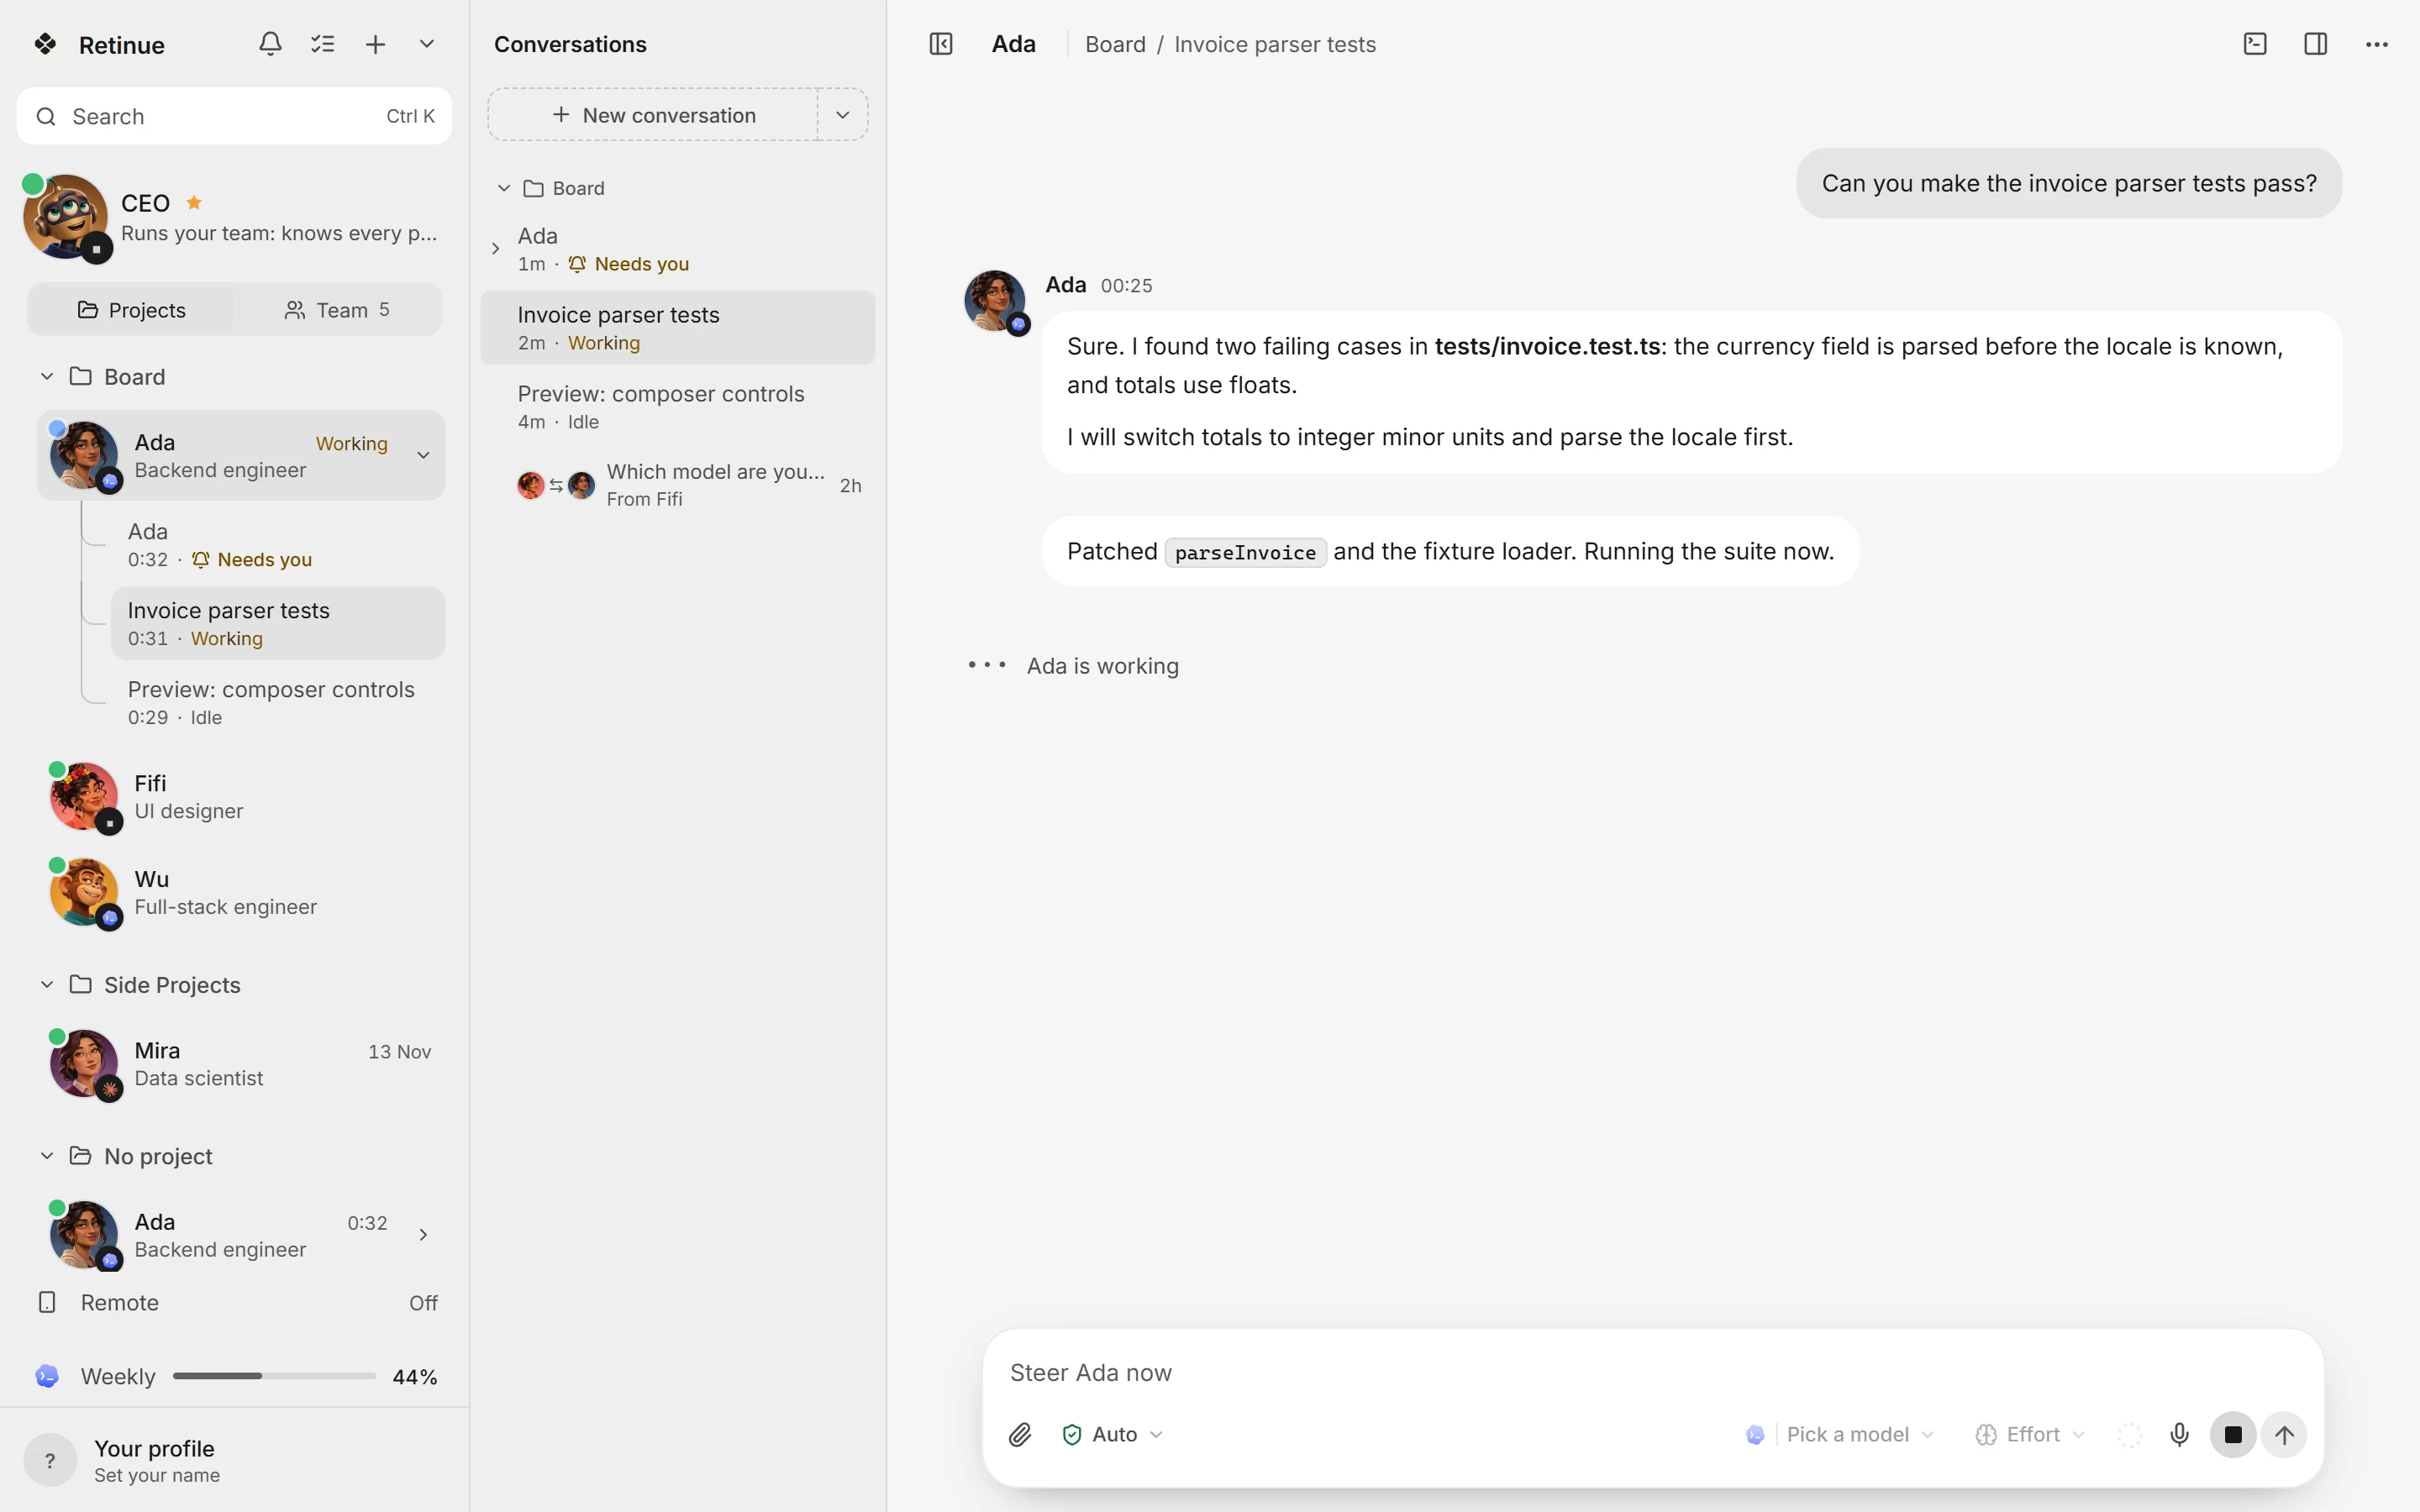 Retinue
Search
Ctrl K
CEO
Runs your team: knows every p...
Projects
Team 5
Board
Ada
Working
Backend engineer
Ada
0:32 · Needs you
Invoice parser tests
0:31 · Working
Preview: composer controls
0:29 · Idle
Fifi
UI designer
Wu
Full-stack engineer
Side Projects
Mira
13 Nov
Data scientist
No project
Ada
0:32
Backend engineer
Remote
Off
Weekly
44%
?
Your profile
Set your name
Conversations
New conversation
Board
Ada
1m · Needs you
Invoice parser tests
2m · Working
Preview: composer controls
4m · Idle
Which model are you...
From Fifi
2h
Ada
Board / Invoice parser tests
Can you make the invoice parser tests pass?
Ada 00:25
Sure. I found two failing cases in tests/invoice.test.ts: the currency field is parsed before the locale is known,
and totals use floats.
I will switch totals to integer minor units and parse the locale first.
Patched parseInvoice and the fixture loader. Running the suite now.
Ada is working
Steer Ada now
Auto
Pick a model
Effort